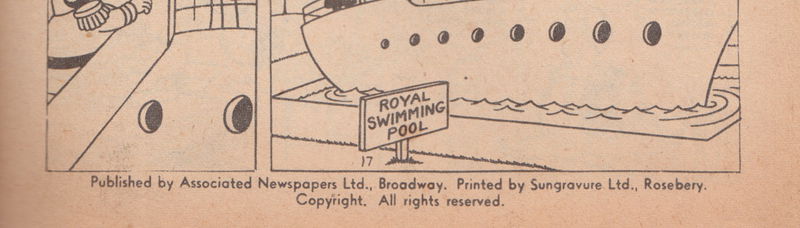 ROYAL
SWIMMING
POOL
17
Published by Associated Newspapers Ltd., Broadway. Printed by Sungravure Ltd., Rosebery.
Copyright. All rights reserved.